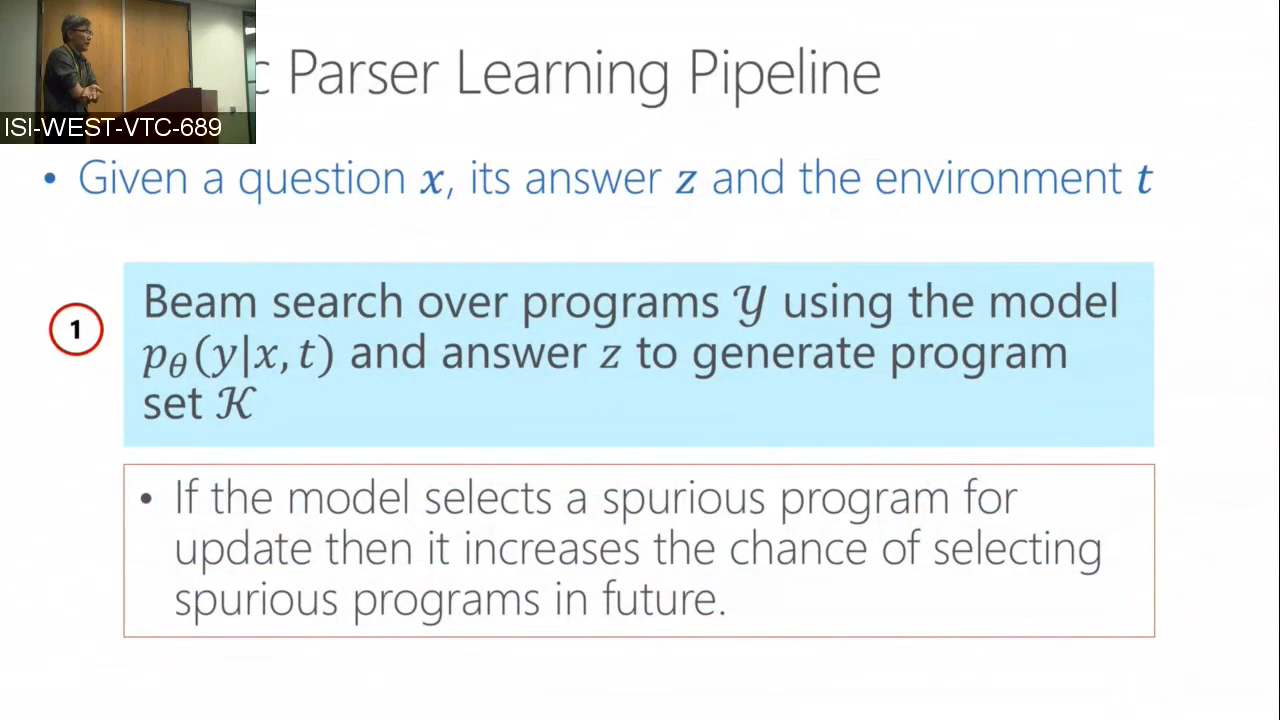 c Parser Learning Pipeline
ISI-WEST-VTC-689
• Given a question x, its answer z and the environment t
1
Beam search over programs 𝒴 using the model
p_θ(y|x, t) and answer z to generate program
set 𝒦
• If the model selects a spurious program for
update then it increases the chance of selecting
spurious programs in future.